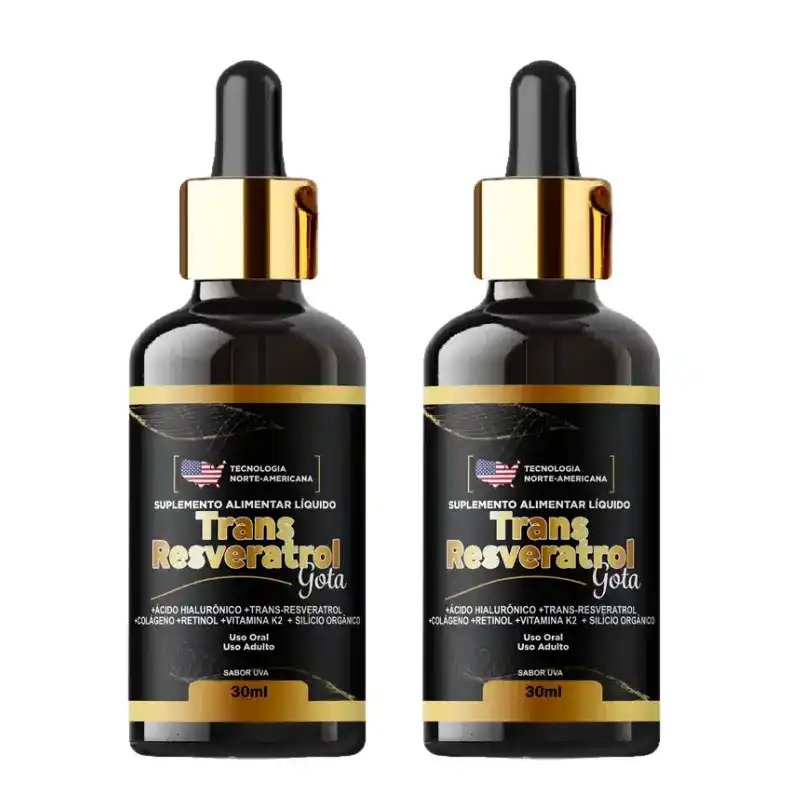 TECNOLOGIA
NORTE-AMERICANA
SUPLEMENTO ALIMENTAR LÍQUIDO
Trans
Resveratrol
Gota
+ÁCIDO HIALURÔNICO +TRANS-RESVERATROL
+COLÁGENO +RETINOL +VITAMINA K2 + SILÍCIO ORGÂNICO
Uso Oral
Uso Adulto
SABOR UVA
30ml
TECNOLOGIA
NORTE-AMERICANA
SUPLEMENTO ALIMENTAR LÍQUIDO
Trans
Resveratrol
Gota
+ÁCIDO HIALURÔNICO +TRANS-RESVERATROL
+COLÁGENO +RETINOL +VITAMINA K2 + SILÍCIO ORGÂNICO
Uso Oral
Uso Adulto
SABOR UVA
30ml